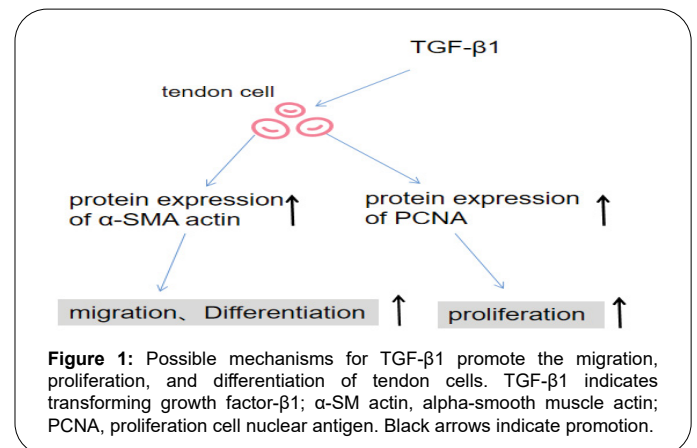 TGF-β1
tendon cell
protein expression
of α-SMA actin
protein expression
of PCNA
migration、Differentiation
proliferation
Figure 1: Possible mechanisms for TGF-β1 promote the migration,
proliferation, and differentiation of tendon cells. TGF-β1 indicates
transforming growth factor-β1; α-SM actin, alpha-smooth muscle actin;
PCNA, proliferation cell nuclear antigen. Black arrows indicate promotion.